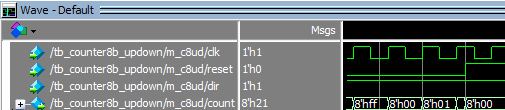 Wave - Default
Msgs
/tb_counter8b_updown/m_c8ud/clk 1'h1
/tb_counter8b_updown/m_c8ud/reset 1'h0
/tb_counter8b_updown/m_c8ud/dir 1'h1
/tb_counter8b_updown/m_c8ud/count 8'h21 8'hff 8'h00 8'h01 8'h00